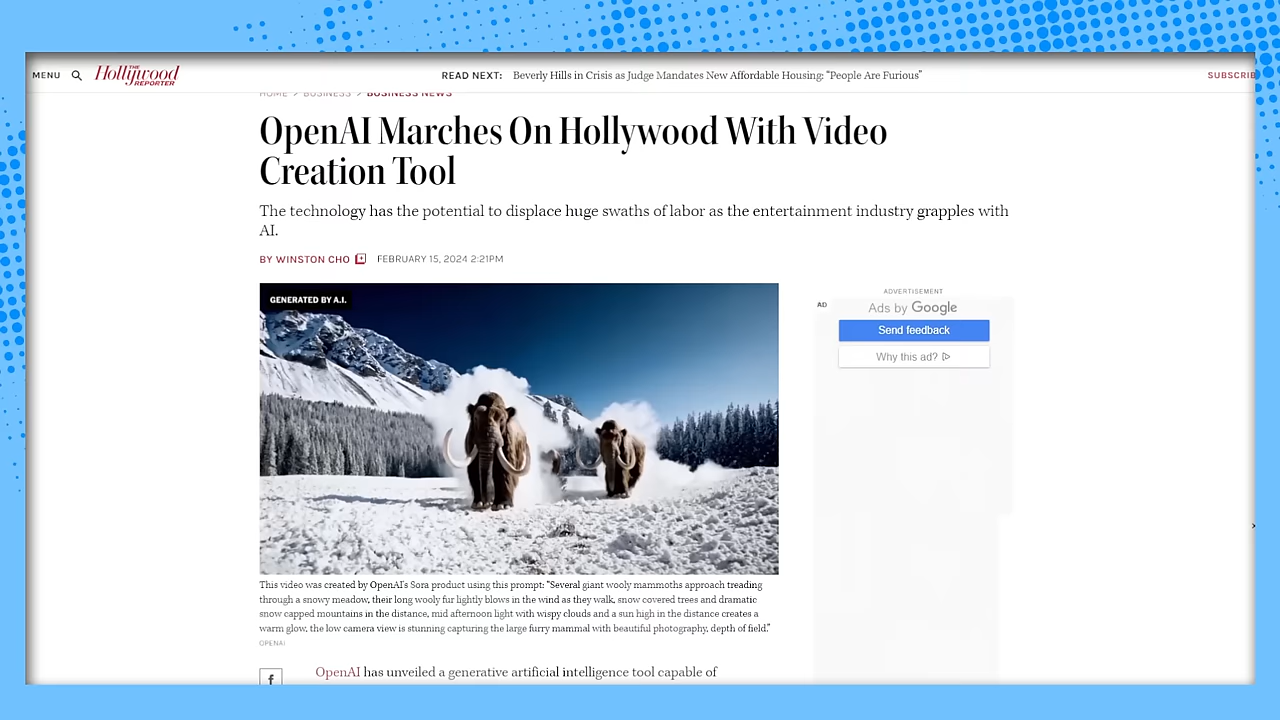 MENU
THE
Hollywood
REPORTER
READ NEXT: Beverly Hills in Crisis as Judge Mandates New Affordable Housing: “People Are Furious”
SUBSCRIB
HOME > BUSINESS > BUSINESS NEWS
OpenAI Marches On Hollywood With Video
Creation Tool
The technology has the potential to displace huge swaths of labor as the entertainment industry grapples with
AI.
BY WINSTON CHO
FEBRUARY 15, 2024 2:21PM
GENERATED BY A.I.
This video was created by OpenAI's Sora product using this prompt: “Several giant wooly mammoths approach treading
through a snowy meadow, their long wooly fur lightly blows in the wind as they walk, snow covered trees and dramatic
snow capped mountains in the distance, mid afternoon light with wispy clouds and a sun high in the distance creates a
warm glow, the low camera view is stunning capturing the large furry mammal with beautiful photography, depth of field.”
OPENAI
f
OpenAI has unveiled a generative artificial intelligence tool capable of
ADVERTISEMENT
AD
Ads by Google
Send feedback
Why this ad?